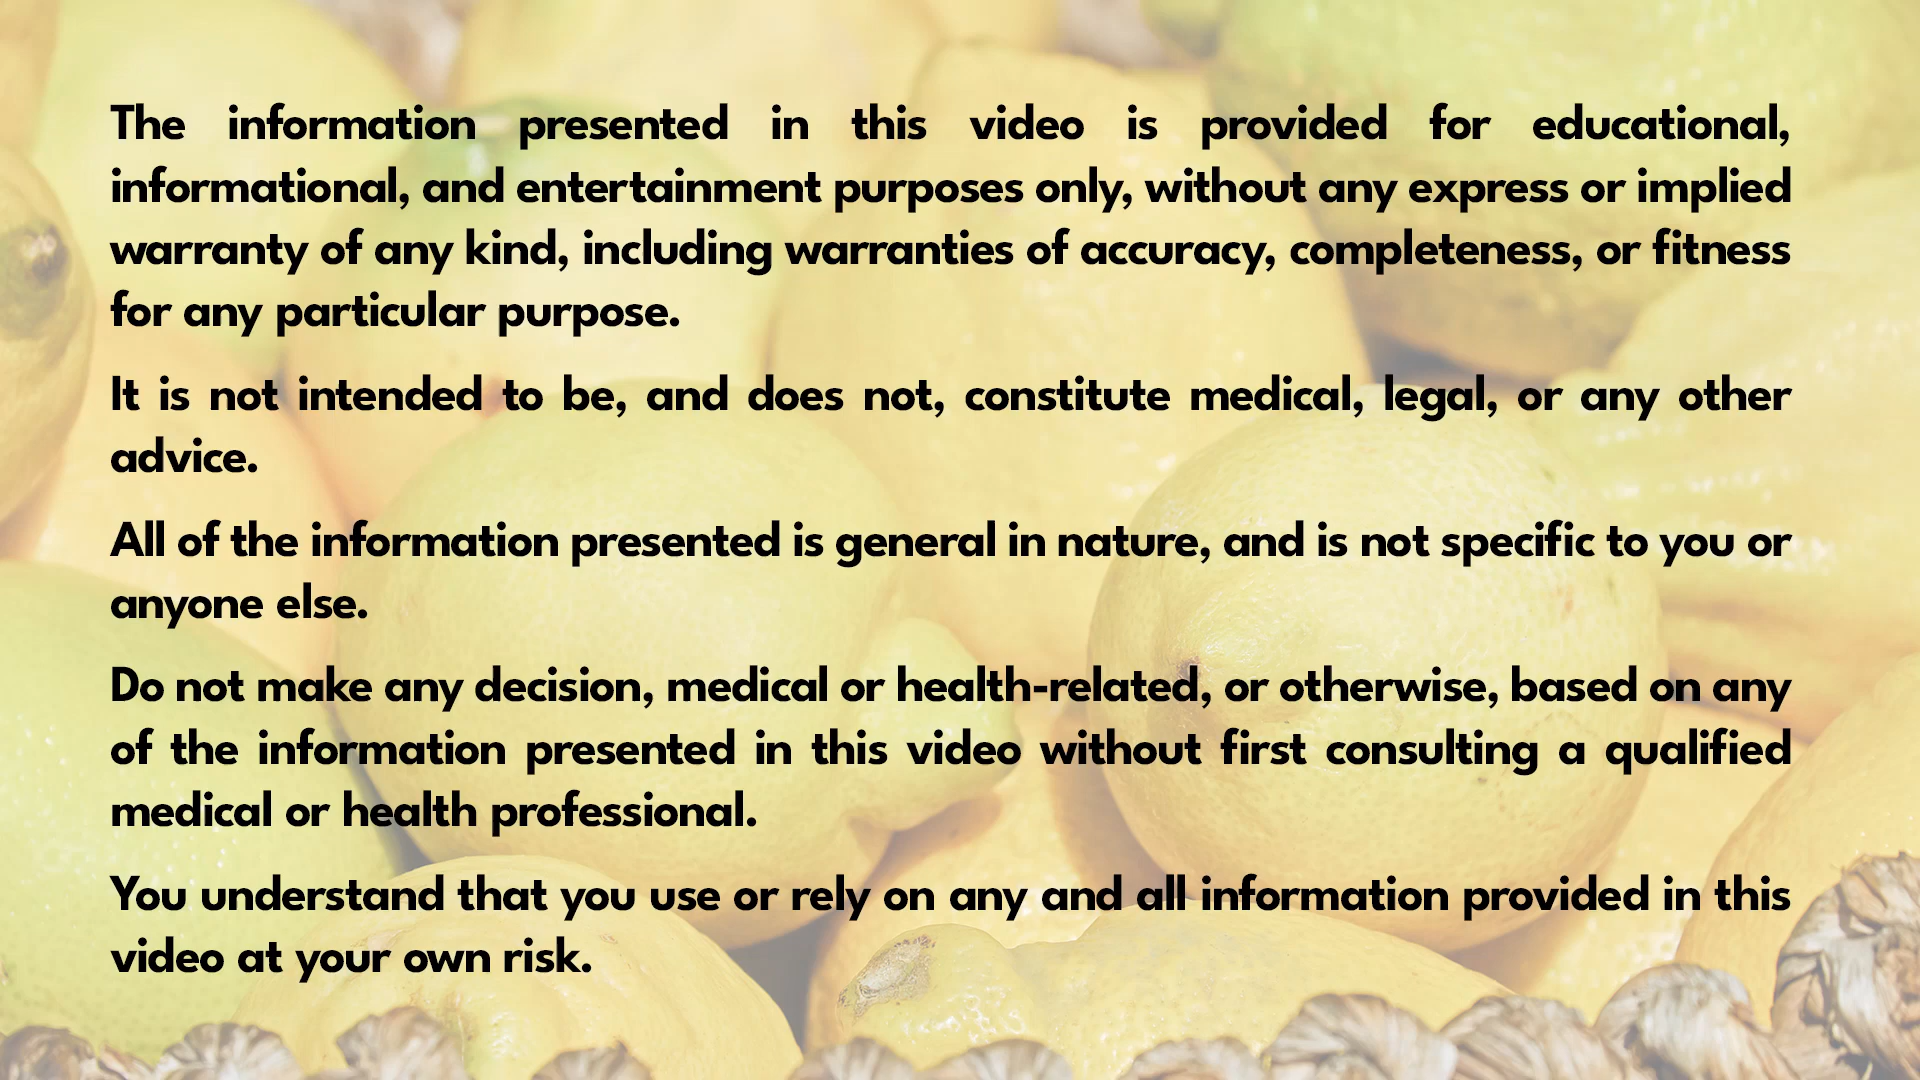 The information presented in this video is provided for educational,
informational, and entertainment purposes only, without any express or implied
warranty of any kind, including warranties of accuracy, completeness, or fitness
for any particular purpose.
It is not intended to be, and does not, constitute medical, legal, or any other
advice.
All of the information presented is general in nature, and is not specific to you or
anyone else.
Do not make any decision, medical or health-related, or otherwise, based on any
of the information presented in this video without first consulting a qualified
medical or health professional.
You understand that you use or rely on any and all information provided in this
video at your own risk.